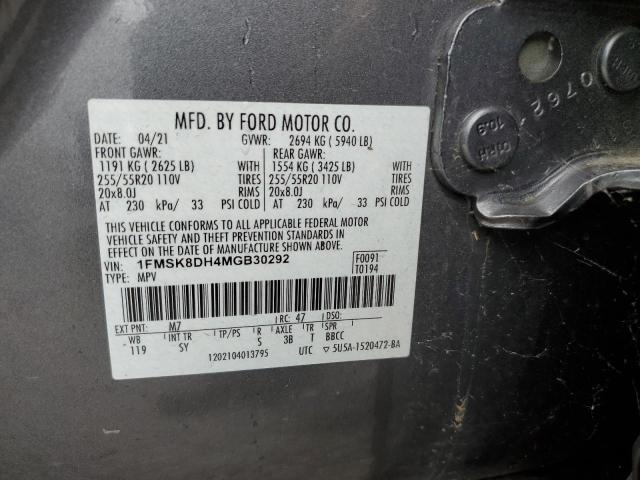 MFD. BY FORD MOTOR CO.
DATE: 04/21 GVWR: 2694 KG ( 5940 LB)
FRONT GAWR: REAR GAWR:
1191 KG ( 2625 LB) WITH 1554 KG ( 3425 LB) WITH
255/55R20 110V TIRES 255/55R20 110V TIRES
20x8.0J RIMS 20x8.0J RIMS
AT 230 kPa/ 33 PSI COLD AT 230 kPa/ 33 PSI COLD
THIS VEHICLE CONFORMS TO ALL APPLICABLE FEDERAL MOTOR
VEHICLE SAFETY AND THEFT PREVENTION STANDARDS IN
EFFECT ON THE DATE OF MANUFACTURE SHOWN ABOVE.
VIN: 1FMSK8DH4MGB30292 F0091
TYPE: MPV T0194
EXT PNT: M7 RC: 47 DSO:
WB INT TR TP/PS R AXLE TR SPR
119 SY S 3B T BBCC
1202104013795 UTC ▽5U5A-1520472-BA
0762
10.9